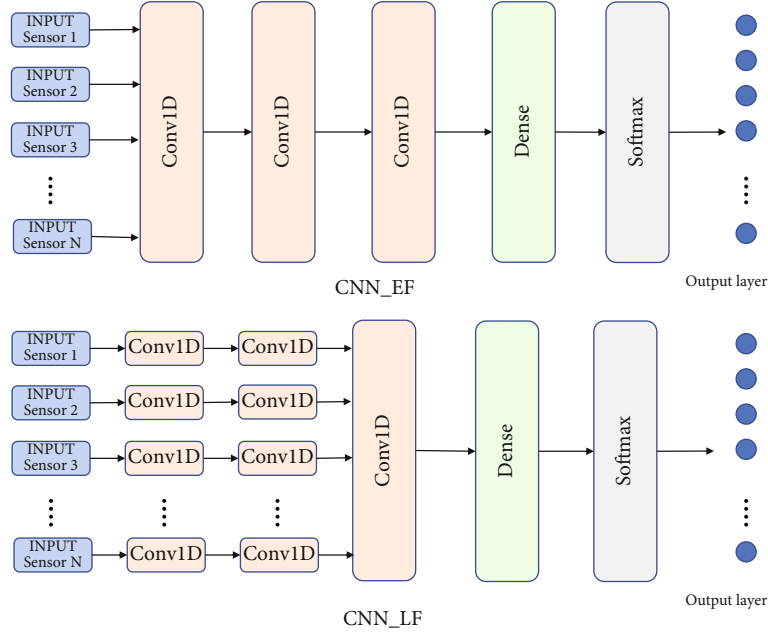 INPUT
Sensor 1
INPUT
Sensor 2
INPUT
Sensor 3
INPUT
Sensor N
Conv1D
Conv1D
Conv1D
Dense
Softmax
Output layer
CNN_EF
INPUT
Sensor 1
Conv1D
Conv1D
INPUT
Sensor 2
Conv1D
Conv1D
INPUT
Sensor 3
Conv1D
Conv1D
INPUT
Sensor N
Conv1D
Conv1D
Conv1D
Dense
Softmax
Output layer
CNN_LF